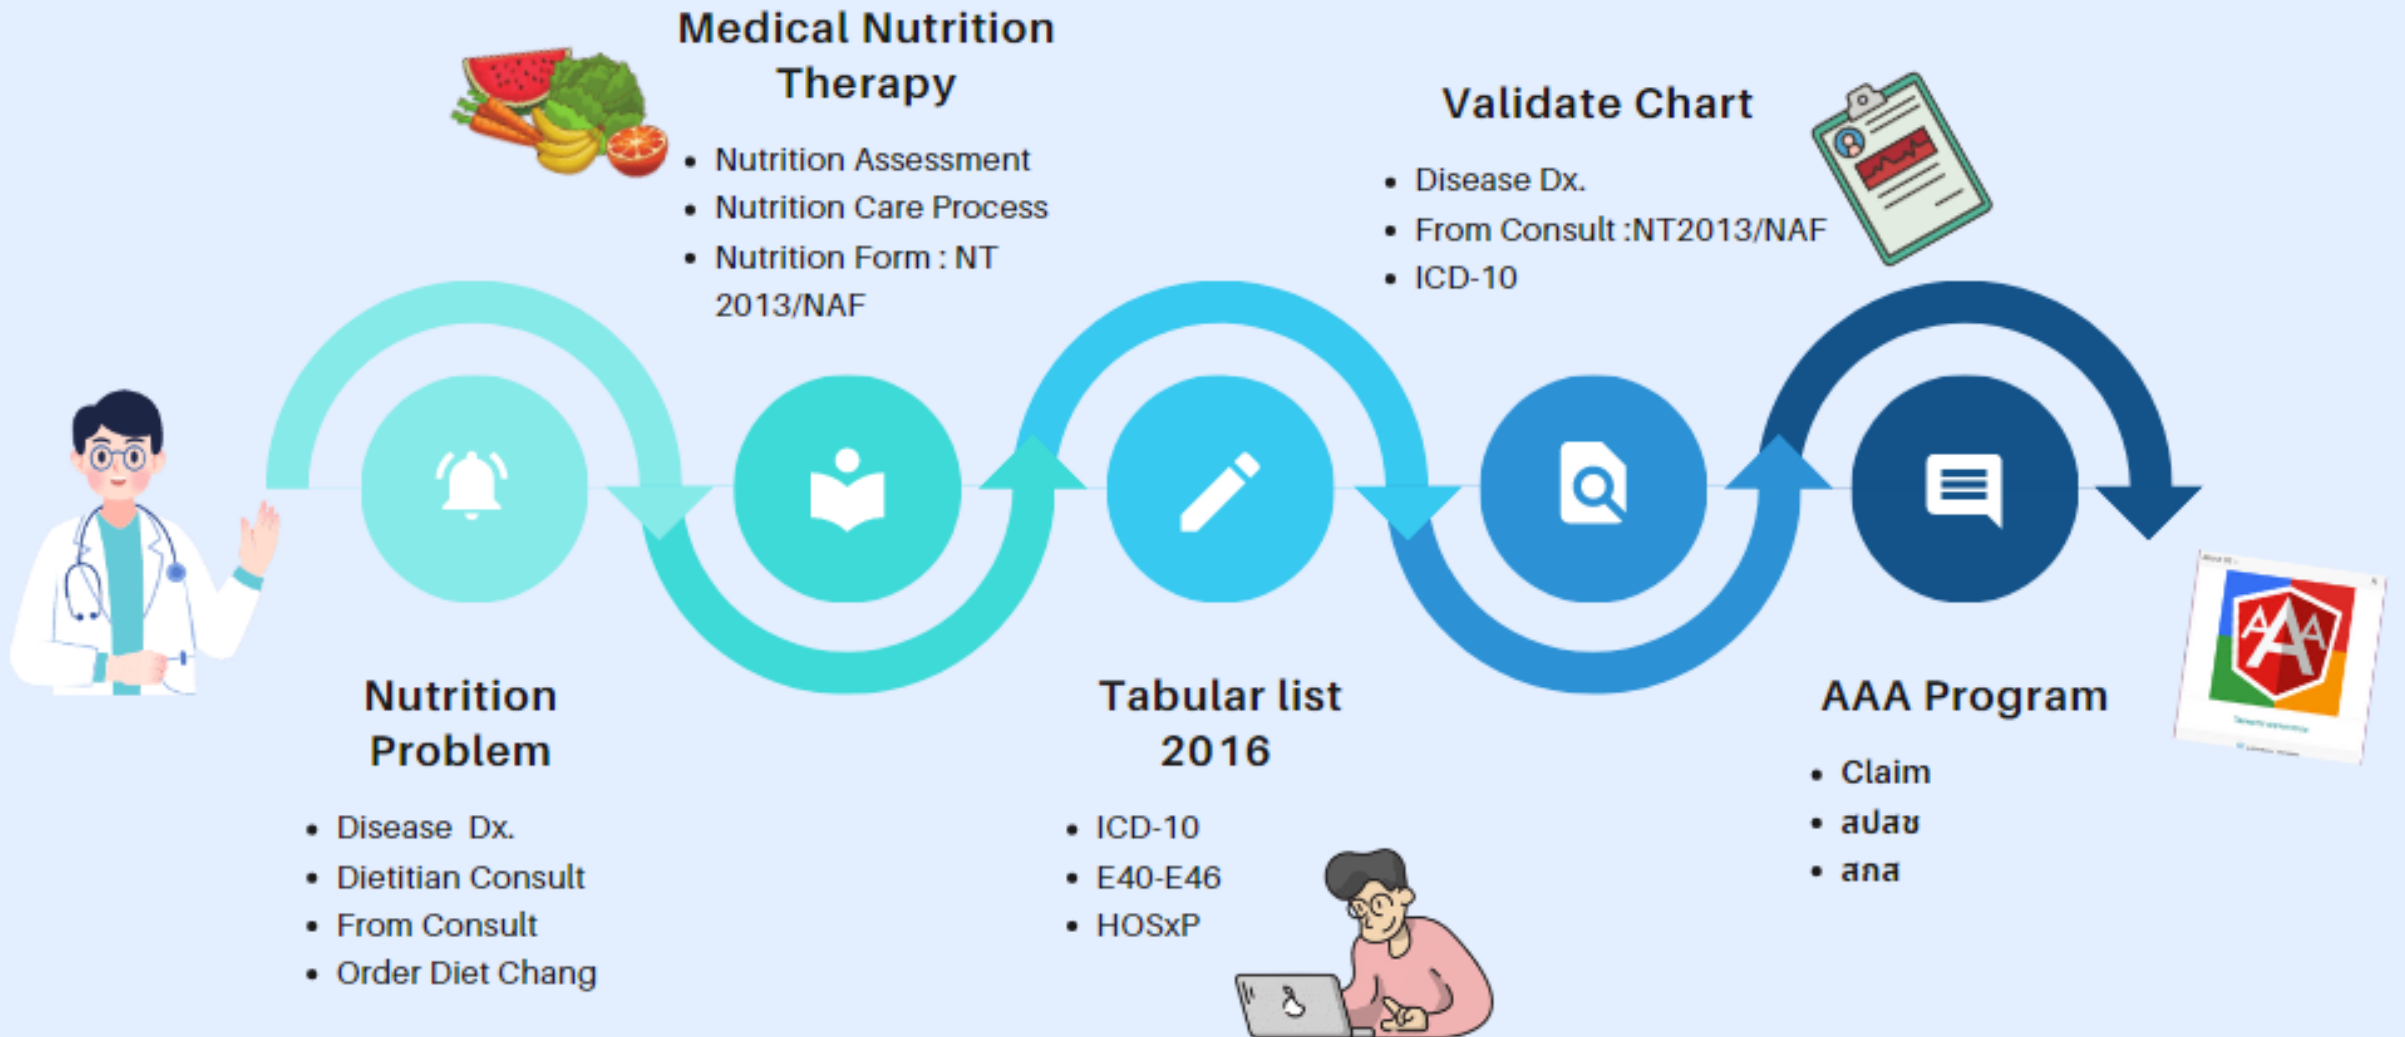 Medical Nutrition
Therapy
• Nutrition Assessment
• Nutrition Care Process
• Nutrition Form : NT
2013/NAF
Validate Chart
• Disease Dx.
• From Consult :NT2013/NAF
• ICD-10
Nutrition
Problem
• Disease Dx.
• Dietitian Consult
• From Consult
• Order Diet Chang
Tabular list
2016
• ICD-10
• E40-E46
• HOSxP
AAA Program
• Claim
• สปสช
• สกส
AAA